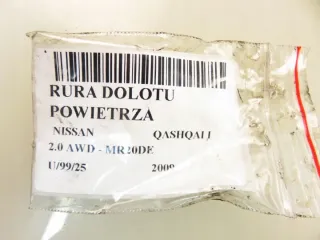 RURA DOLOTU
POWIETRZA
NISSAN QASHQAI I
2.0 AWD - MR20DE
U/99/25 2009